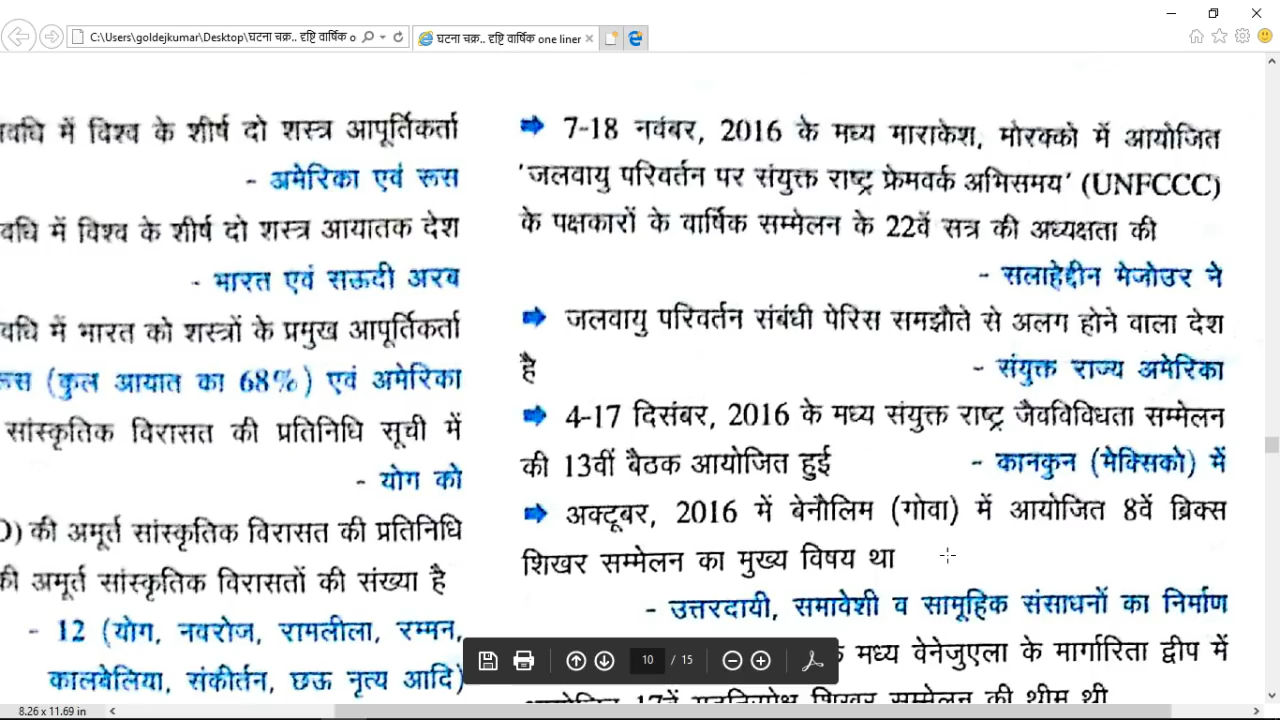 C:\Users\goldejkumar\Desktop\घटना चक्र.. दृष्टि वार्षिक o
घटना चक्र.. दृष्टि वार्षिक one liner
वधि में विश्व के शीर्ष दो शस्त्र आपूर्तिकर्ता
- अमेरिका एवं रूस
वधि में विश्व के शीर्ष दो शस्त्र आयातक देश
- भारत एवं सऊदी अरब
वधि में भारत को शस्त्रों के प्रमुख आपूर्तिकर्ता
रूस (कुल आयात का 68%) एवं अमेरिका
सांस्कृतिक विरासत की प्रतिनिधि सूची में
- योग को
O) की अमूर्त सांस्कृतिक विरासत की प्रतिनिधि
की अमूर्त सांस्कृतिक विरासतों की संख्या है
- 12 (योग, नवरोज, रामलीला, रम्मन,
कालबेलिया, संकीर्तन, छऊ नृत्य आदि)
➡ 7-18 नवंबर, 2016 के मध्य माराकेश, मोरक्को में आयोजित
'जलवायु परिवर्तन पर संयुक्त राष्ट्र फ्रेमवर्क अभिसमय' (UNFCCC)
के पक्षकारों के वार्षिक सम्मेलन के 22वें सत्र की अध्यक्षता की
- सलाहेद्दीन मेजोउर ने
➡ जलवायु परिवर्तन संबंधी पेरिस समझौते से अलग होने वाला देश
है - संयुक्त राज्य अमेरिका
➡ 4-17 दिसंबर, 2016 के मध्य संयुक्त राष्ट्र जैवविविधता सम्मेलन
की 13वीं बैठक आयोजित हुई - कानकुन (मेक्सिको) में
➡ अक्टूबर, 2016 में बेनौलिम (गोवा) में आयोजित 8वें ब्रिक्स
शिखर सम्मेलन का मुख्य विषय था
- उत्तरदायी, समावेशी व सामूहिक संसाधनों का निर्माण
के मध्य वेनेजुएला के मार्गारिता द्वीप में
शिखर सम्मेलन की थीम थी
10 / 15
8.26 x 11.69 in